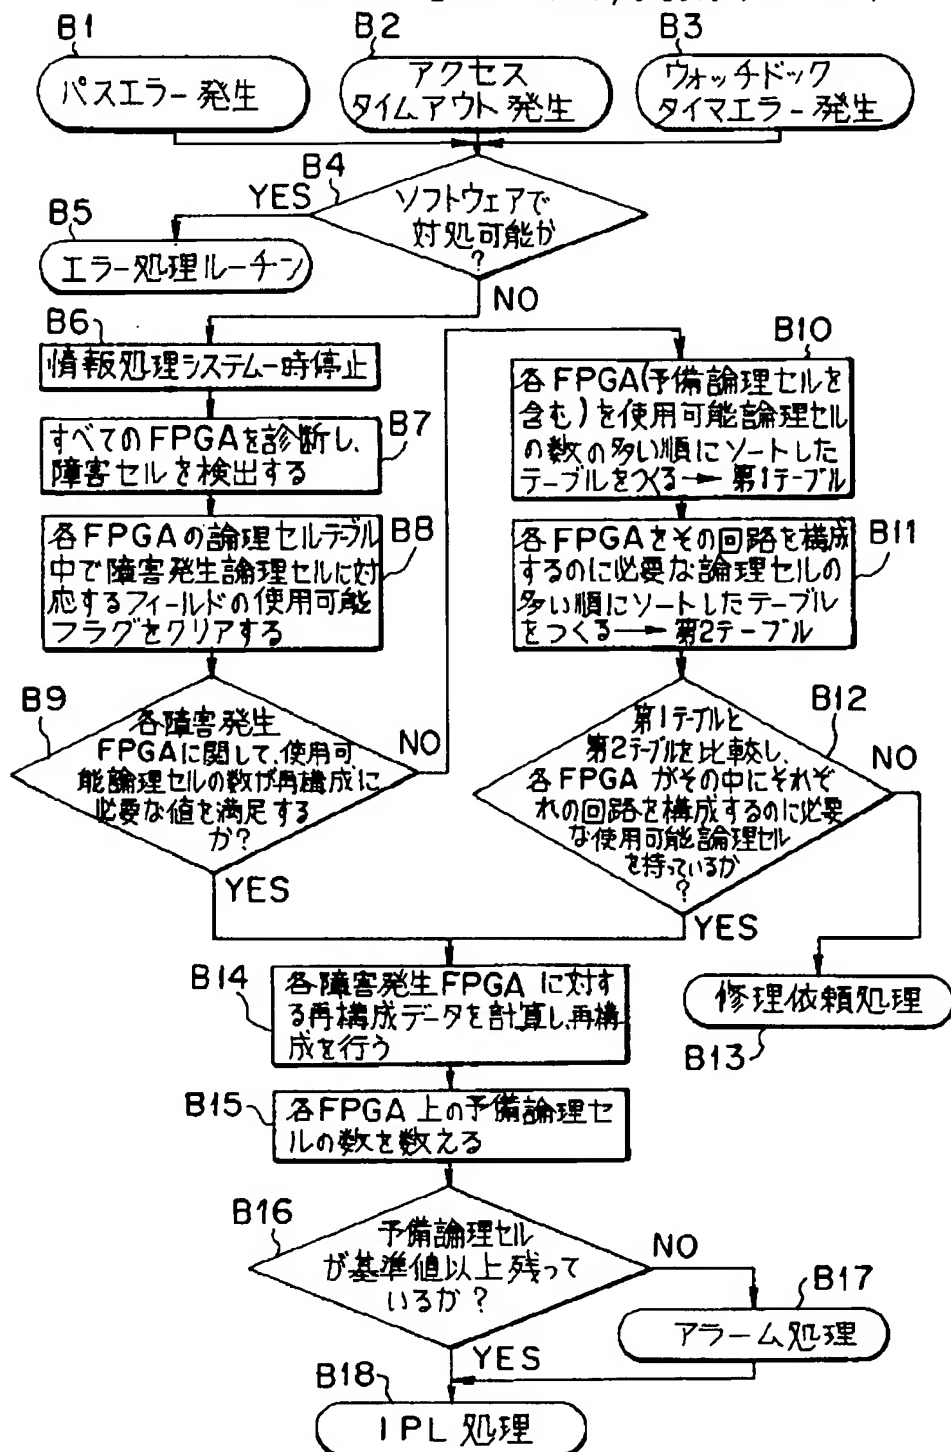 B1
パスエラー発生
B2
アクセス
タイムアウト発生
B3
ウォッチドック
タイマエラー発生
B4
ソフトウェアで
対処可能か
?
YES
NO
B5
エラー処理ルーチン
B6
情報処理システム一時停止
B7
すべてのFPGAを診断し、
障害セルを検出する
B8
各FPGAの論理セルテーブル
中で障害発生論理セルに対
応するフィールドの使用可能
フラグをクリアする
B9
各障害発生
FPGAに関して、使用可
能論理セルの数が再構成に
必要な値を満足する
か?
NO
YES
B10
各FPGA(予備論理セルを
含む)を使用可能論理セル
の数の多い順にソートした
テーブルをつくる→第1テーブル
B11
各FPGAをその回路を構成
するのに必要な論理セルの
多い順にソートしたテーブル
をつくる→第2テーブル
B12
第1テーブルと
第2テーブルを比較し、
各FPGAがその中にそれぞ
れの回路を構成するのに必要
な使用可能論理セル
を持っているか
?
NO
YES
修理依頼処理
B13
B14
各障害発生FPGAに対す
る再構成データを計算し、再構
成を行う
B15
各FPGA上の予備論理セ
ルの数を数える
B16
予備論理セル
が基準値以上残って
いるか?
NO
YES
B17
アラーム処理
B18
IPL処理